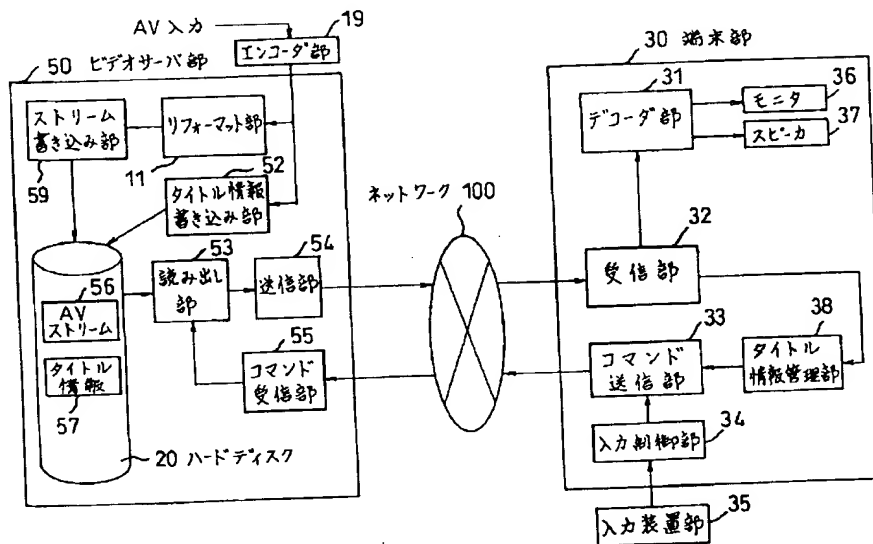 AV入力
19
エンコーダ部
50 ビデオサーバ部
ストリーム
書き込み部
59
リフォーマット部
11
52
タイトル情報
書き込み部
53
読み出し
部
54
送信部
56
AV
ストリーム
タイトル
情報
57
55
コマンド
受信部
20 ハードディスク
ネットワーク 100
30 端末部
31
デコーダ部
36
モニタ
スピーカ
37
32
受信部
33
コマンド
送信部
38
タイトル
情報管理部
34
入力制御部
35
入力装置部